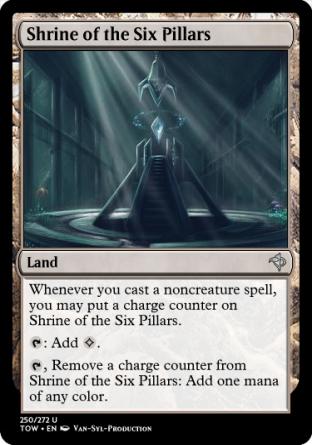 Shrine of the Six Pillars
Land
Whenever you cast a noncreature spell,
you may put a charge counter on
Shrine of the Six Pillars.
: Add .
, Remove a charge counter from
Shrine of the Six Pillars: Add one mana
of any color.
250/272 U
TOW • EN Van-Syl-Production